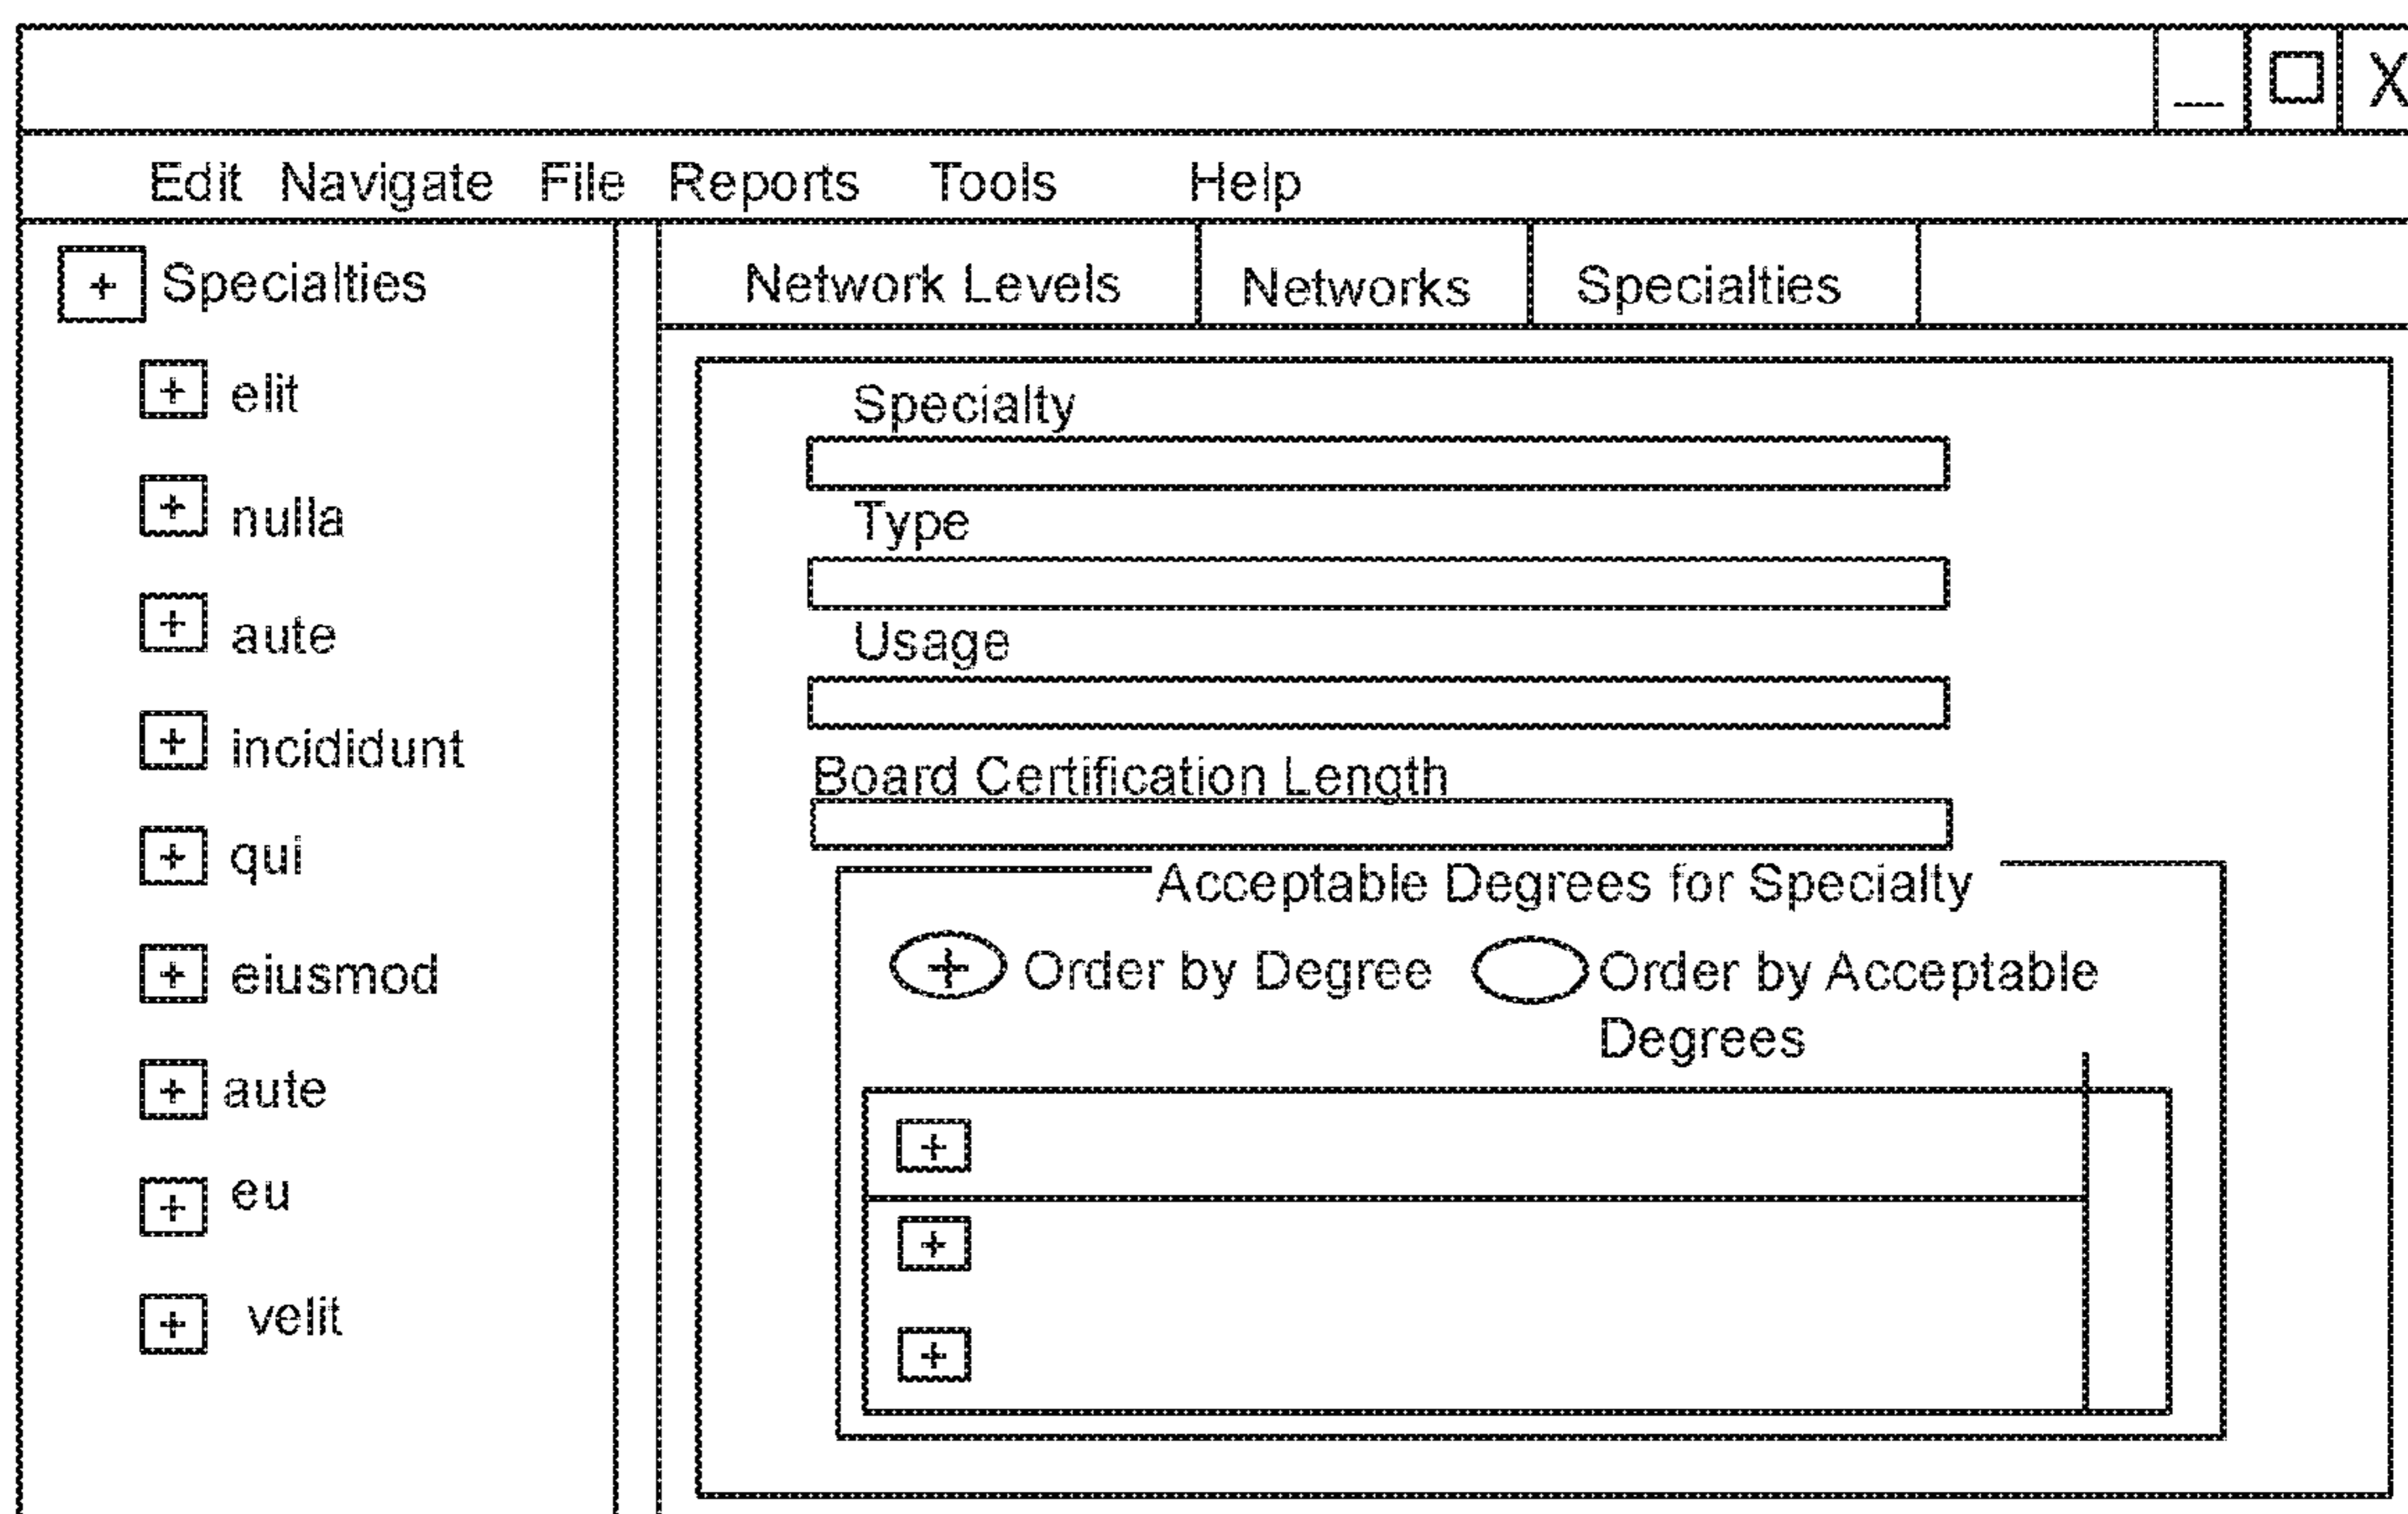 X
Edit Navigate File Reports Tools Help
Specialties
elit
nulla
aute
incididunt
qui
eiusmod
aute
eu
velit
Network Levels Networks Specialties
Specialty
Type
Usage
Board Certification Length
Acceptable Degrees for Specialty
Order by Degree Order by Acceptable
Degrees